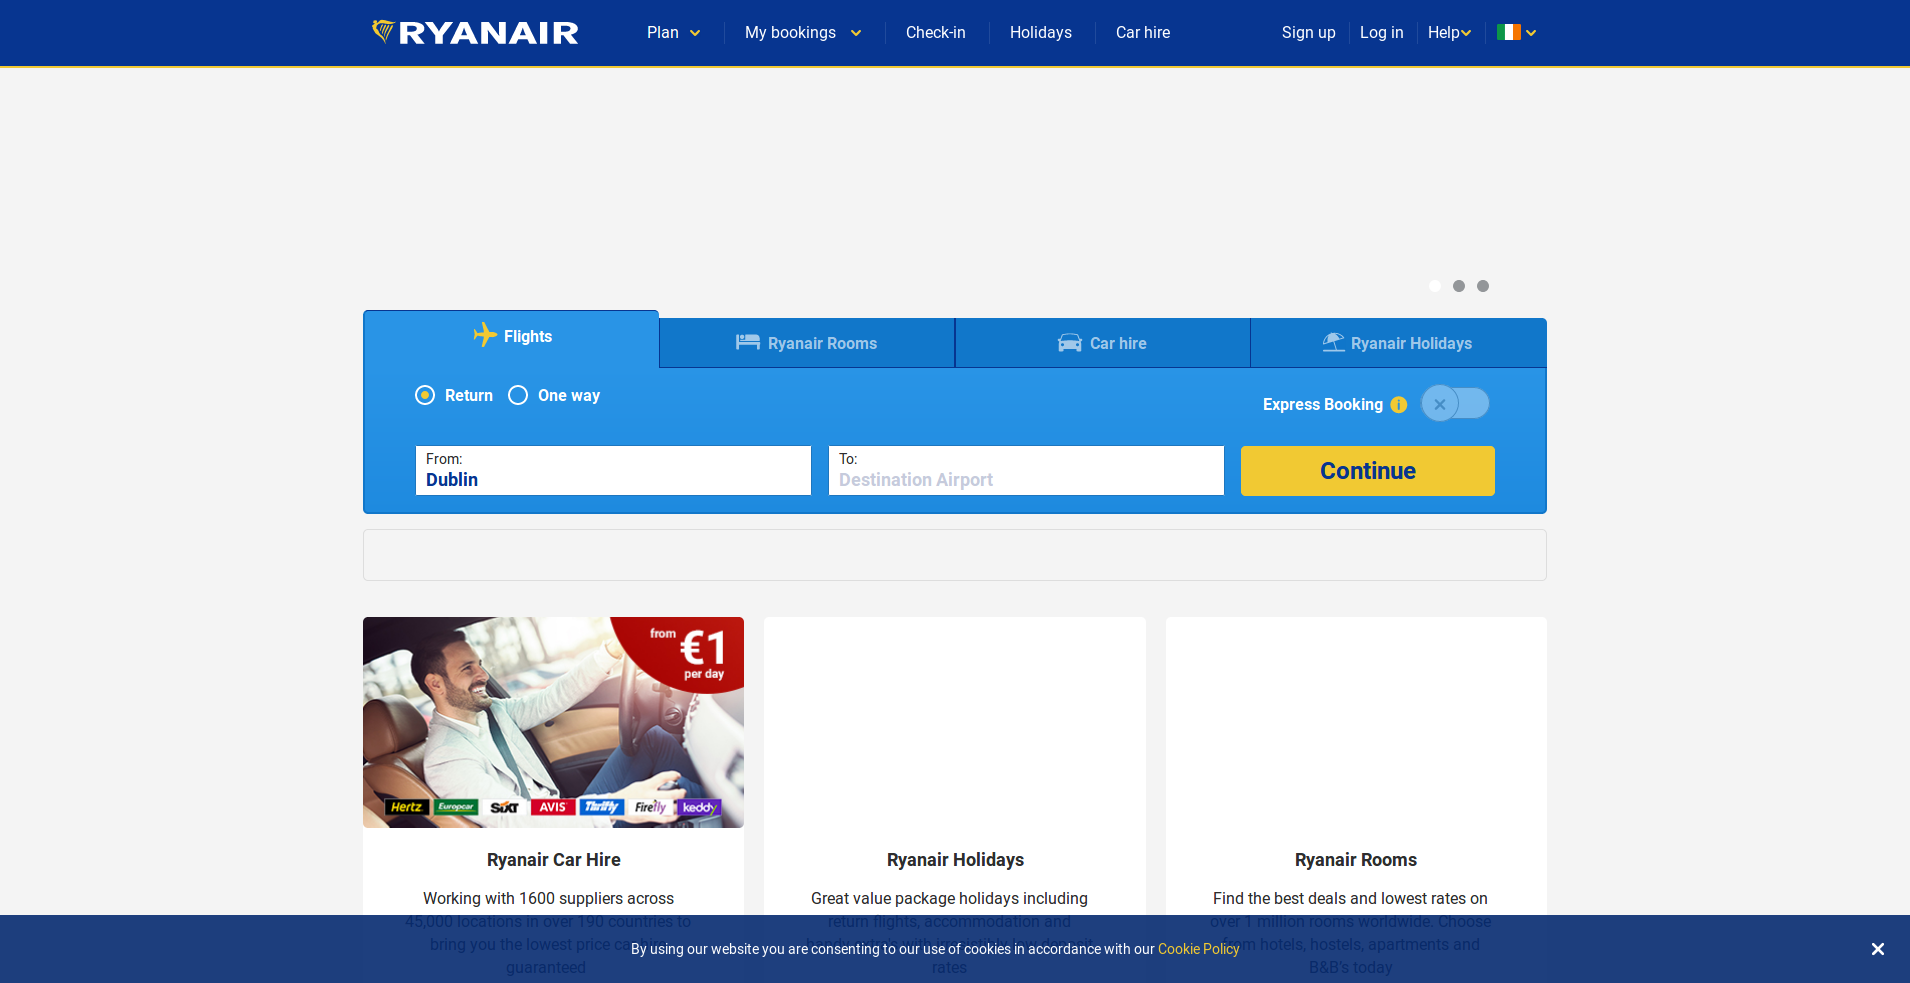 RYANAIR
Plan
My bookings
Check-in
Holidays
Car hire
Sign up
Log in
Help
Flights
Ryanair Rooms
Car hire
Ryanair Holidays
Return
One way
Express Booking
i
From:
Dublin
To:
Destination Airport
Continue
from €1
per day
Hertz
Europcar
SIXT
AVIS
Thrifty
Firefly
keddy
Ryanair Car Hire
Working with 1600 suppliers across
45,000 locations in over 190 countries to
bring you the lowest price car hire
guaranteed
Ryanair Holidays
Great value package holidays including
return flights, accommodation and
rates
Ryanair Rooms
Find the best deals and lowest rates on
over 1 million rooms worldwide. Choose
from hotels, hostels, apartments and
B&B's today
By using our website you are consenting to our use of cookies in accordance with our Cookie Policy